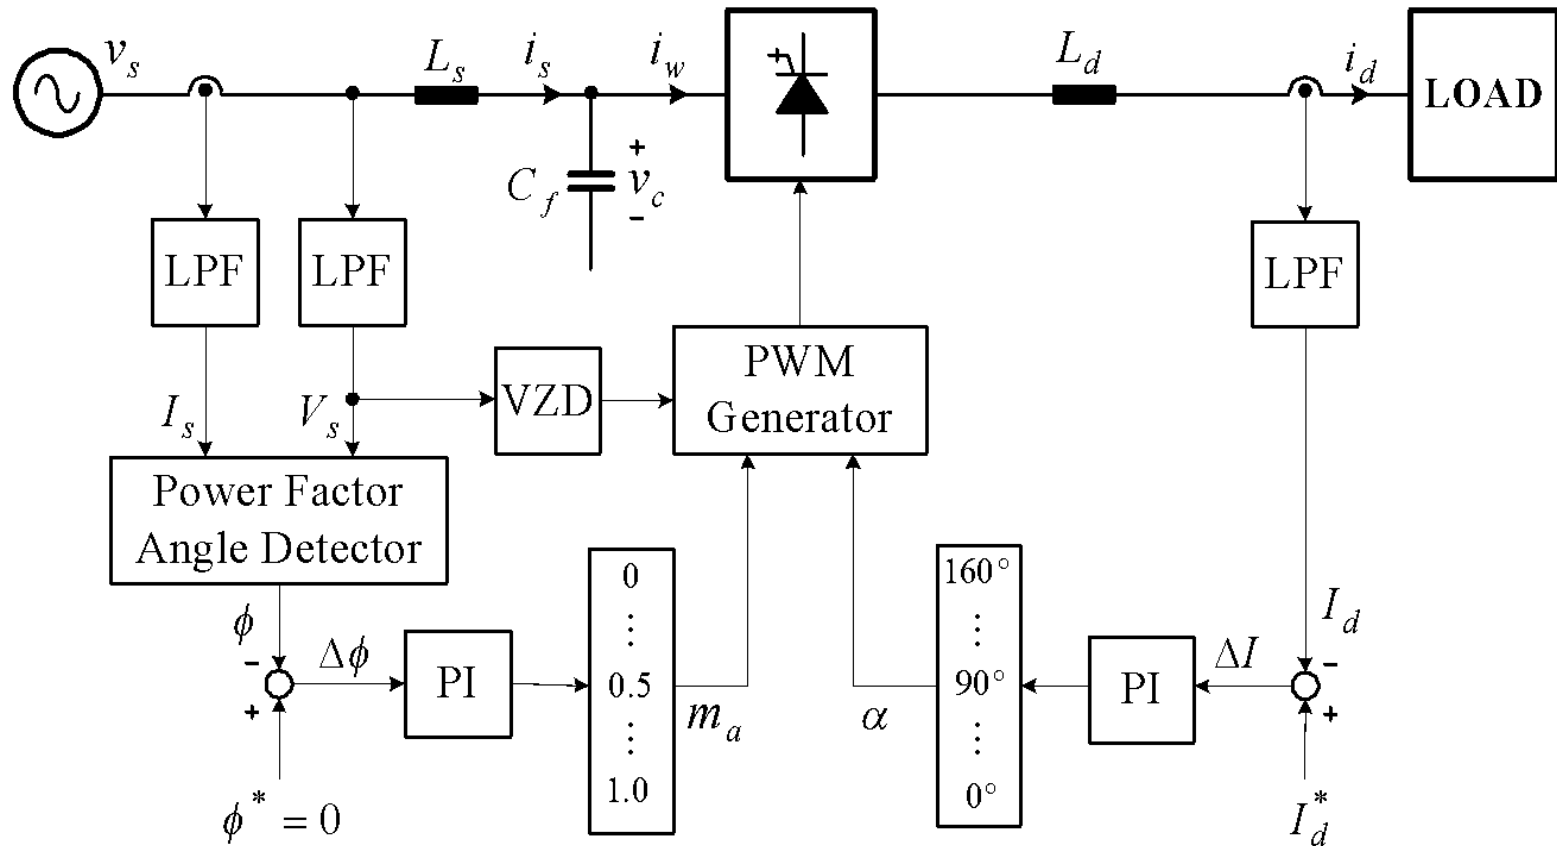 v_s
L_s
i_s
i_w
L_d
i_d
LOAD
C_f
+
v_c
-
LPF
LPF
LPF
I_s
V_s
VZD
PWM
Generator
Power Factor
Angle Detector
ϕ
-
+
Δϕ
PI
0
⋮
0.5
⋮
1.0
m_a
α
160°
⋮
90°
⋮
0°
PI
ΔI
I_d
-
+
ϕ* = 0
I_d*